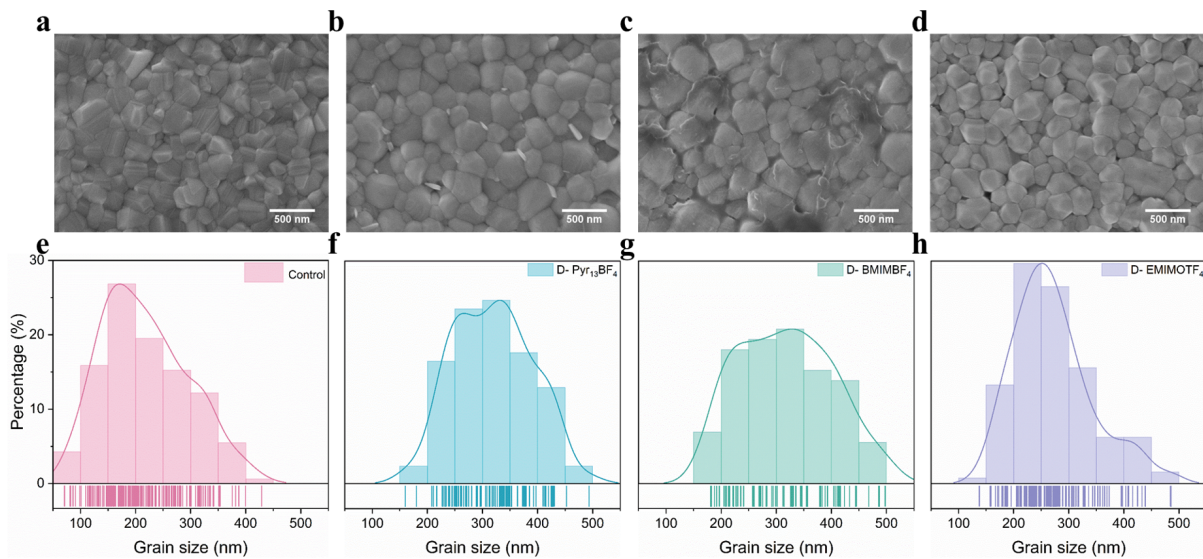 a b c d
500 nm 500 nm 500 nm 500 nm
e f g h
Control D- Pyr₁₃BF₄ D- BMIMBF₄ D- EMIMOTF₄
Percentage (%)
30
20
10
0
100 200 300 400 500 100 200 300 400 500 100 200 300 400 500 100 200 300 400 500
Grain size (nm) Grain size (nm) Grain size (nm) Grain size (nm)